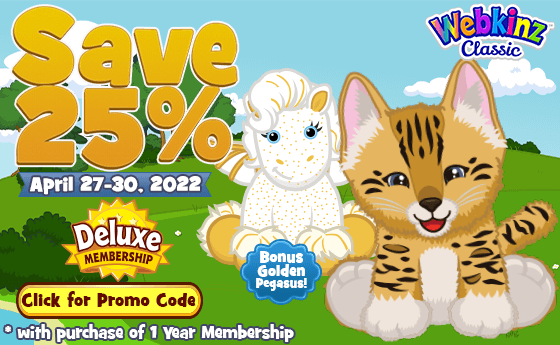 Webkinz
Classic
Save
25%
April 27-30, 2022
Deluxe
MEMBERSHIP
Bonus
Golden
Pegasus!
Click for Promo Code
* with purchase of 1 Year Membership